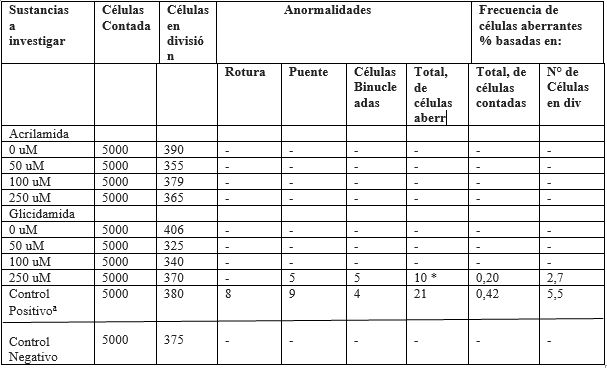 Sustancias a investigar Células Contada Células en divisió n Anormalidades Frecuencia de células aberrantes % basadas en:
Rotura Puente Células Binucle adas Total, de células aberr Total, de células contadas N° de Células en div
Acrilamida
0 uM 5000 390 - - - - - -
50 uM 5000 355 - - - - - -
100 uM 5000 379 - - - - - -
250 uM 5000 365 - - - - - -
Glicidamida
0 uM 5000 406 - - - - - -
50 uM 5000 325 - - - - - -
100 uM 5000 340 - - - - - -
250 uM 5000 370 - 5 5 10 * 0,20 2,7
Control Positivoª 5000 380 8 9 4 21 0,42 5,5
Control Negativo 5000 375 - - - - - -